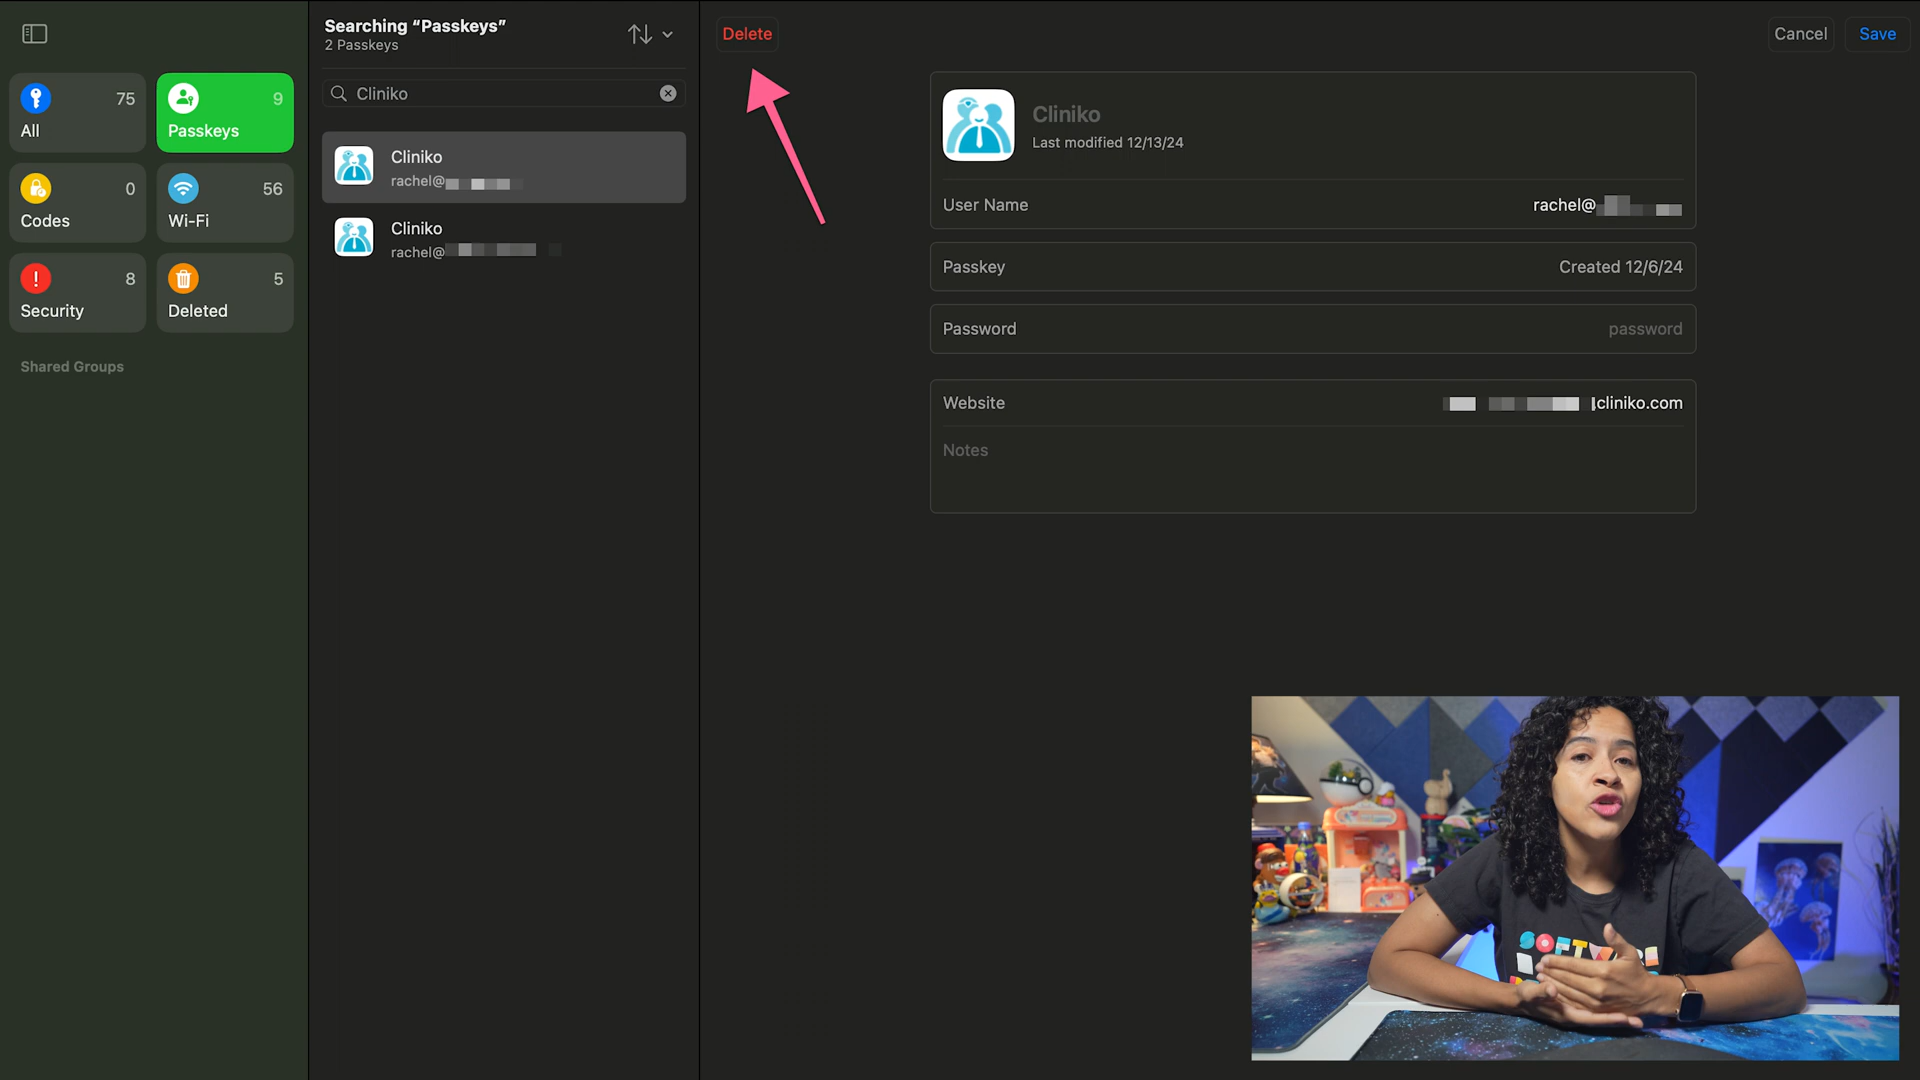 75
All
9
Passkeys
0
Codes
56
Wi-Fi
8
Security
5
Deleted
Shared Groups
Searching “Passkeys”
2 Passkeys
Cliniko
Cliniko
rachel@
Cliniko
rachel@
Delete
Cancel
Save
Cliniko
Last modified 12/13/24
User Name
rachel@
Passkey
Created 12/6/24
Password
password
Website
cliniko.com
Notes